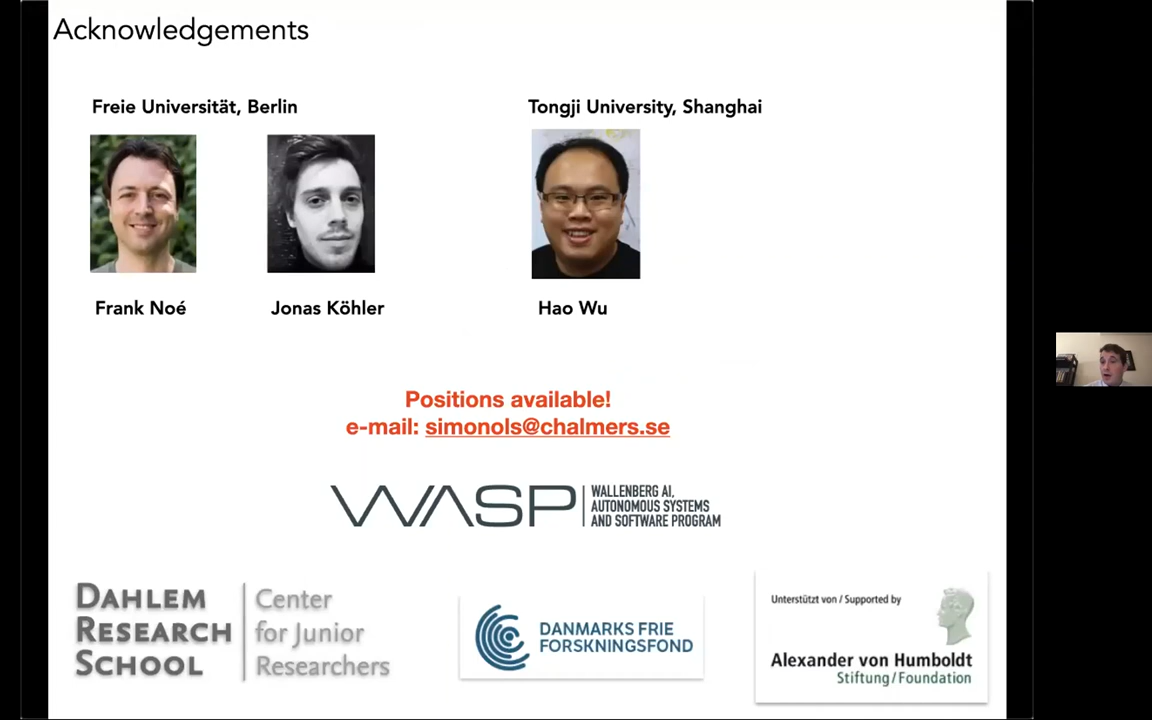 Acknowledgements
Freie Universität, Berlin
Tongji University, Shanghai
Frank Noé
Jonas Köhler
Hao Wu
Positions available!
e-mail: simonols@chalmers.se
WASP
WALLENBERG AI,
AUTONOMOUS SYSTEMS
AND SOFTWARE PROGRAM
DAHLEM
RESEARCH
SCHOOL
Center
for Junior
Researchers
DANMARKS FRIE
FORSKNINGSFOND
Unterstützt von / Supported by
Alexander von Humboldt
Stiftung/Foundation